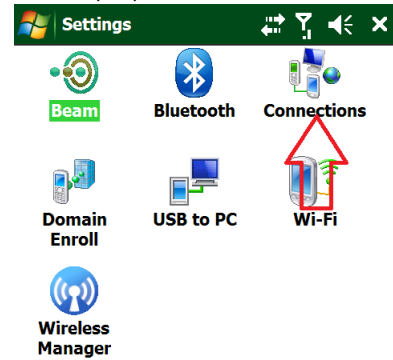 Settings
Beam
Bluetooth
Connections
Domain
Enroll
USB to PC
Wi-Fi
Wireless
Manager